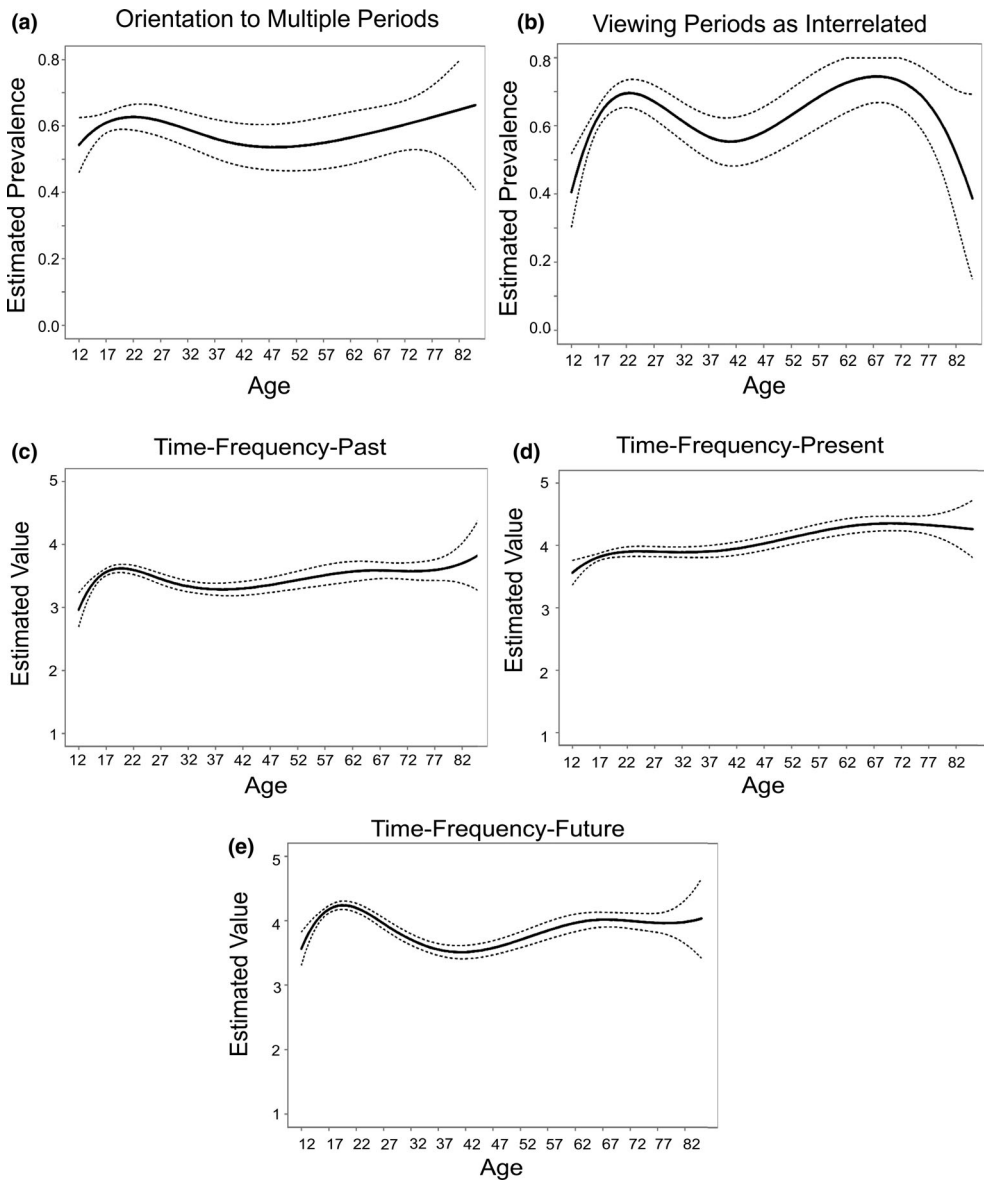 (a) Orientation to Multiple Periods
Estimated Prevalence
0.8
0.6
0.4
0.2
0.0
12 17 22 27 32 37 42 47 52 57 62 67 72 77 82
Age
(b) Viewing Periods as Interrelated
Estimated Prevalence
0.8
0.6
0.4
0.2
0.0
12 17 22 27 32 37 42 47 52 57 62 67 72 77 82
Age
(c) Time-Frequency-Past
Estimated Value
5
4
3
2
1
12 17 22 27 32 37 42 47 52 57 62 67 72 77 82
Age
(d) Time-Frequency-Present
Estimated Value
5
4
3
2
1
12 17 22 27 32 37 42 47 52 57 62 67 72 77 82
Age
(e) Time-Frequency-Future
Estimated Value
5
4
3
2
1
12 17 22 27 32 37 42 47 52 57 62 67 72 77 82
Age